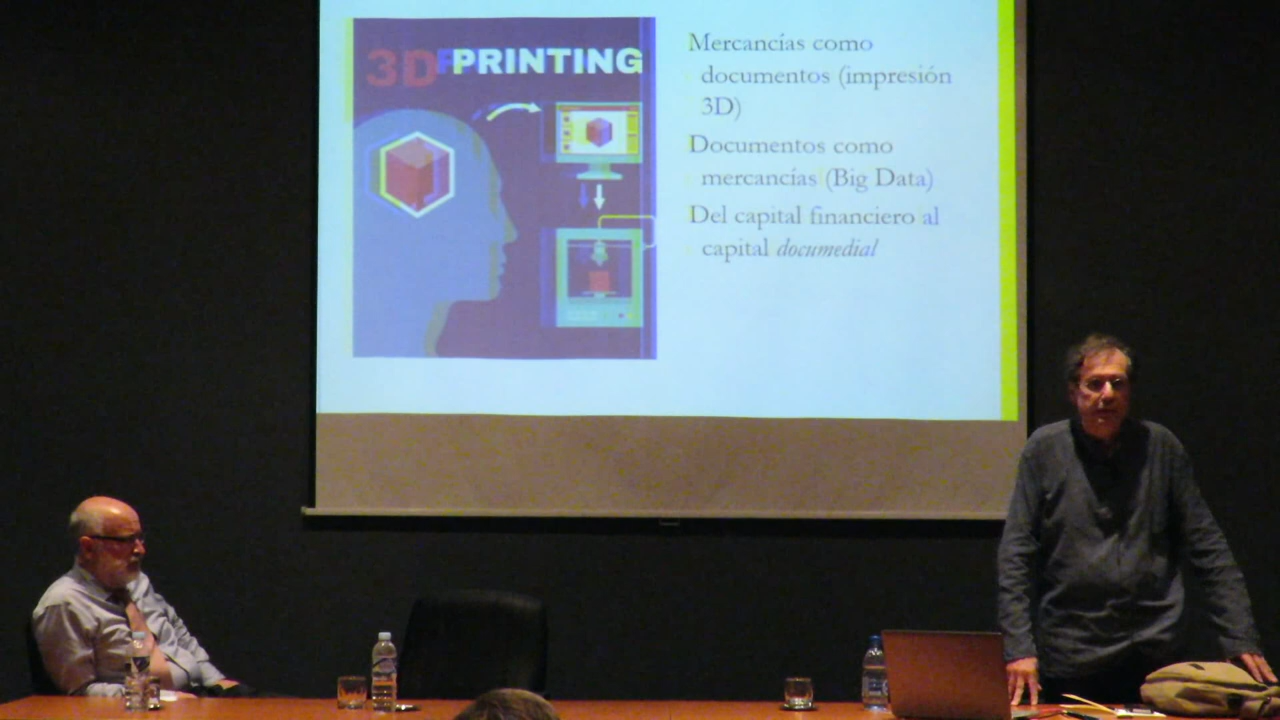 3D PRINTING
Mercancías como
documentos (impresión
3D)
Documentos como
mercancías (Big Data)
Del capital financiero al
capital documedial